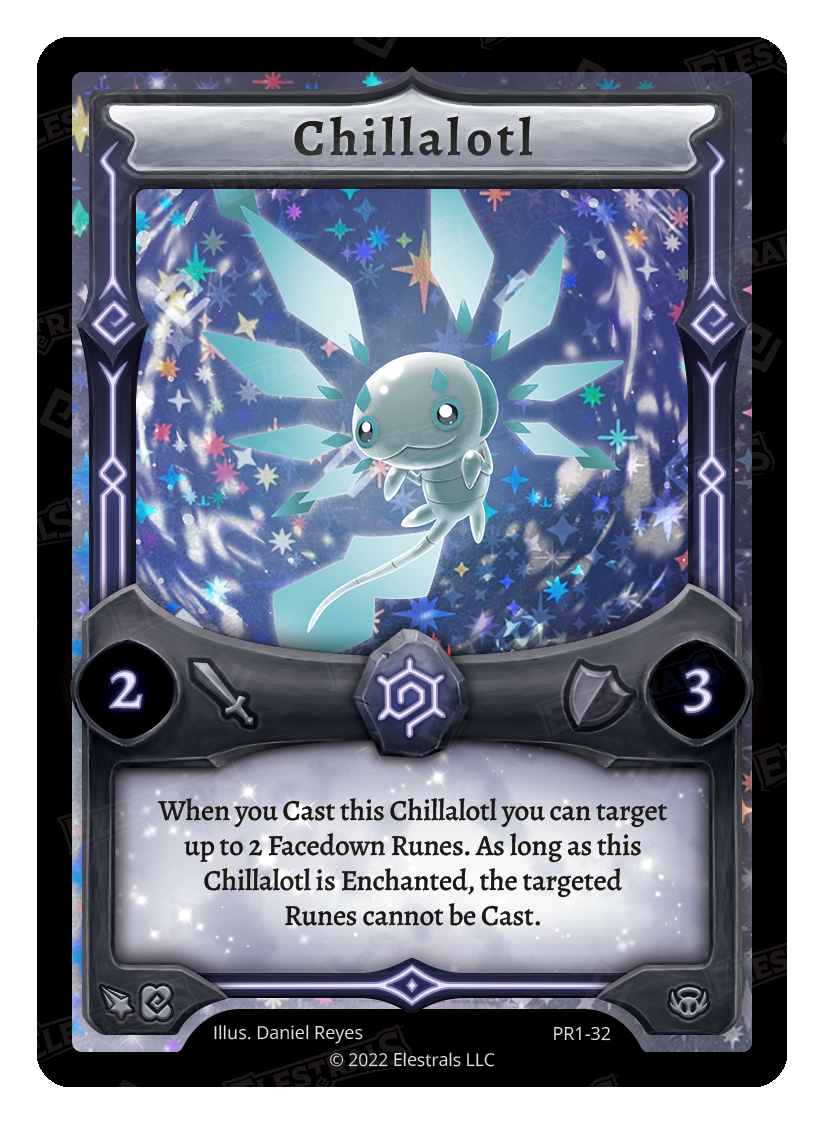 Chillalotl
2
3
When you Cast this Chillalotl you can target
up to 2 Facedown Runes. As long as this
Chillalotl is Enchanted, the targeted
Runes cannot be Cast.
Illus. Daniel Reyes
PR1-32
© 2022 Elestrals LLC